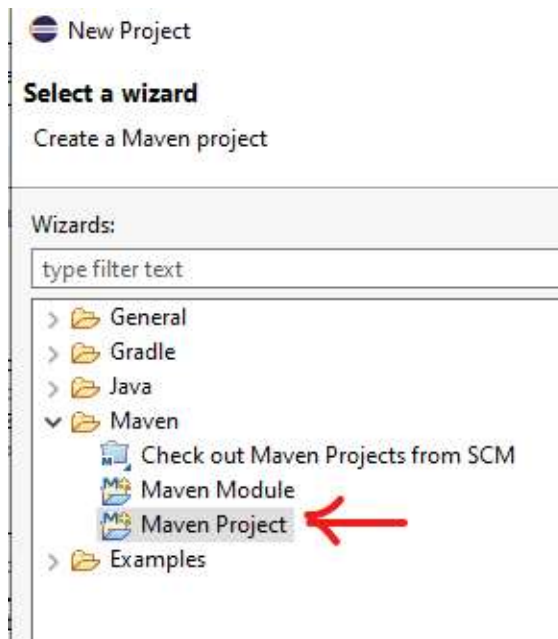 New Project
Select a wizard
Create a Maven project
Wizards:
type filter text
General
Gradle
Java
Maven
Check out Maven Projects from SCM
Maven Module
Maven Project
Examples